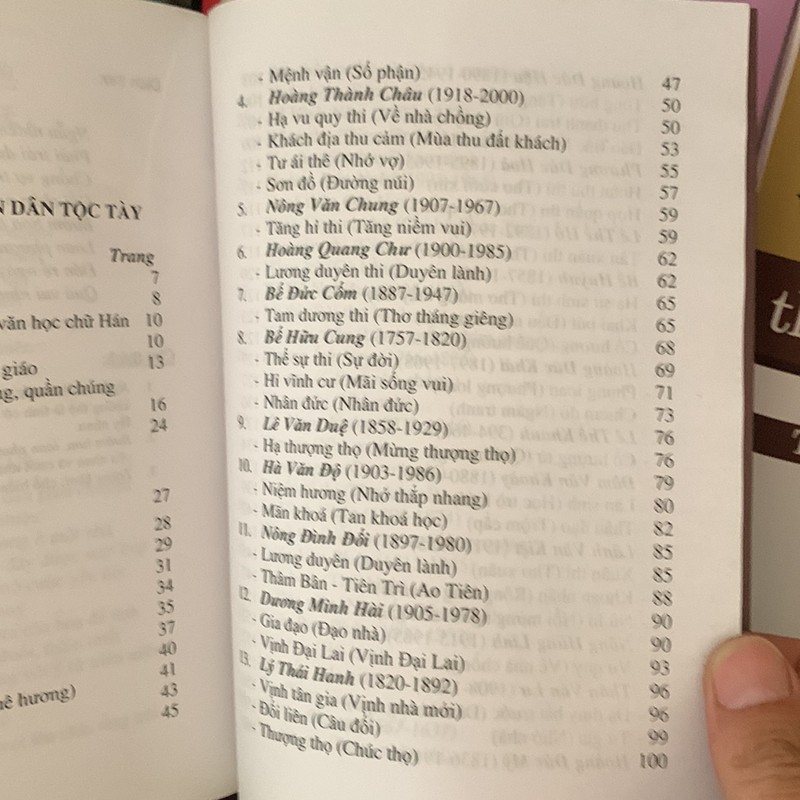 N DÂN TỘC TÀY
Trang
7
8
văn học chữ Hán 10
10
giáo 13
ng, quần chúng
16
24
27
28
29
31
34
35
37
40
41
ê hương) 43
45
- Mệnh vận (Số phận) 47
4. Hoàng Thành Châu (1918-2000) 50
- Hạ vu quy thi (Về nhà chồng) 50
- Khách địa thu cảm (Mùa thu đất khách) 53
- Tư ái thê (Nhớ vợ) 55
- Sơn đồ (Đường núi) 57
5. Nông Văn Chung (1907-1967) 59
- Tăng hỉ thi (Tăng niềm vui) 59
6. Hoàng Quang Chư (1900-1985) 62
- Lương duyên thi (Duyên lành) 62
7. Bế Đức Cốm (1887-1947) 65
- Tam dương thi (Thơ tháng giêng) 65
8. Bế Hữu Cung (1757-1820) 68
- Thế sự thi (Sự đời) 69
- Hỉ vĩnh cư (Mãi sống vui) 71
- Nhân đức (Nhân đức) 73
9. Lê Văn Duệ (1858-1929) 76
- Hạ thượng thọ (Mừng thượng thọ) 76
10. Hà Văn Độ (1903-1986) 79
- Niệm hương (Nhớ thắp nhang) 80
- Mãn khoá (Tan khoá học) 82
11. Nông Đình Đối (1897-1980) 85
- Lương duyên (Duyên lành) 85
- Thâm Bân - Tiên Trì (Ao Tiên) 88
12. Dương Minh Hài (1905-1978) 90
- Gia đạo (Đạo nhà) 90
- Vịnh Đại Lai (Vịnh Đại Lai) 93
13. Lý Thái Hanh (1820-1892) 96
- Vịnh tân gia (Vịnh nhà mới) 96
- Đối liên (Câu đối) 99
- Thượng thọ (Chúc thọ) 100